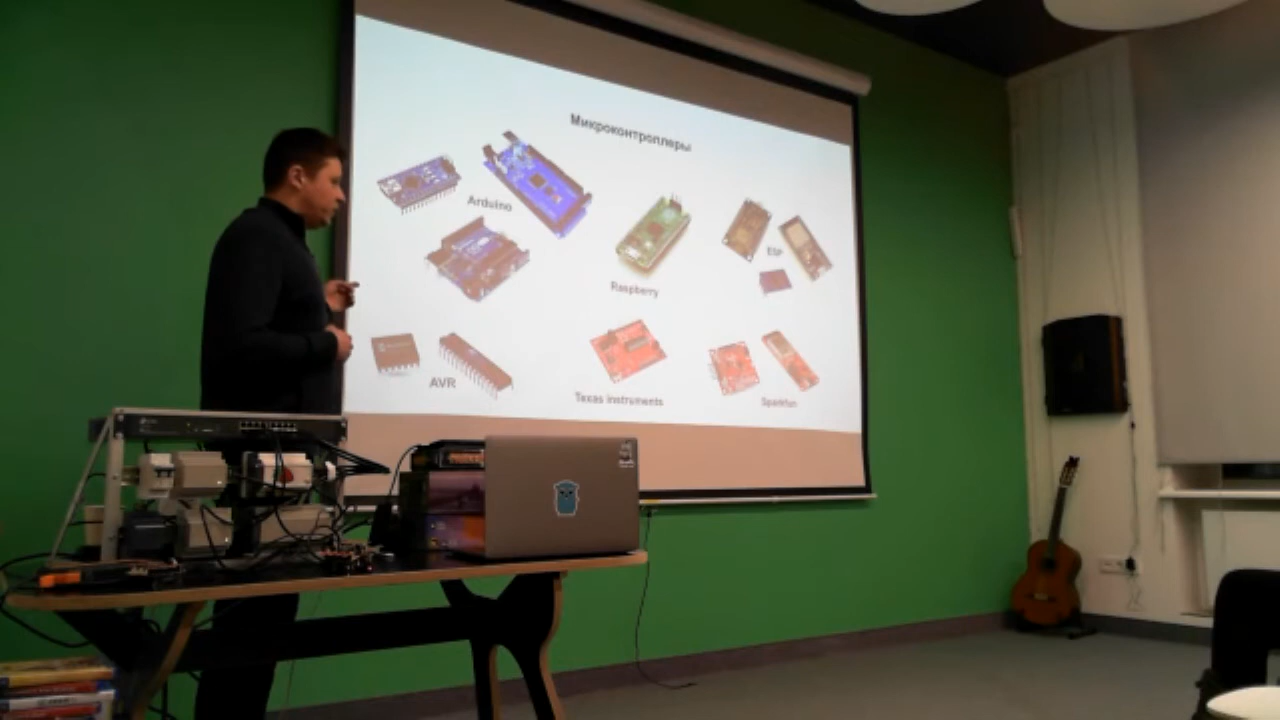 Микроконтроллеры
Arduino
ESP
Raspberry
AVR
Texas instruments
Sparkfun